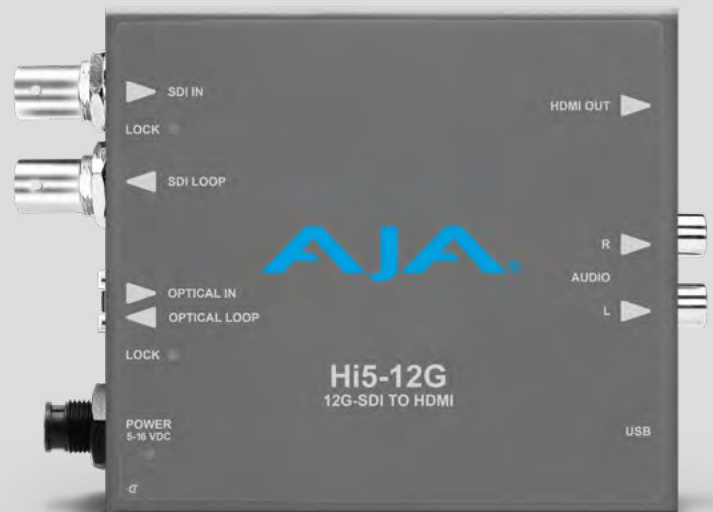 SDI IN
LOCK
SDI LOOP
OPTICAL IN
OPTICAL LOOP
LOCK
POWER
5-16 VDC
HDMI OUT
AJA®
R
AUDIO
L
Hi5-12G
12G-SDI TO HDMI
USB